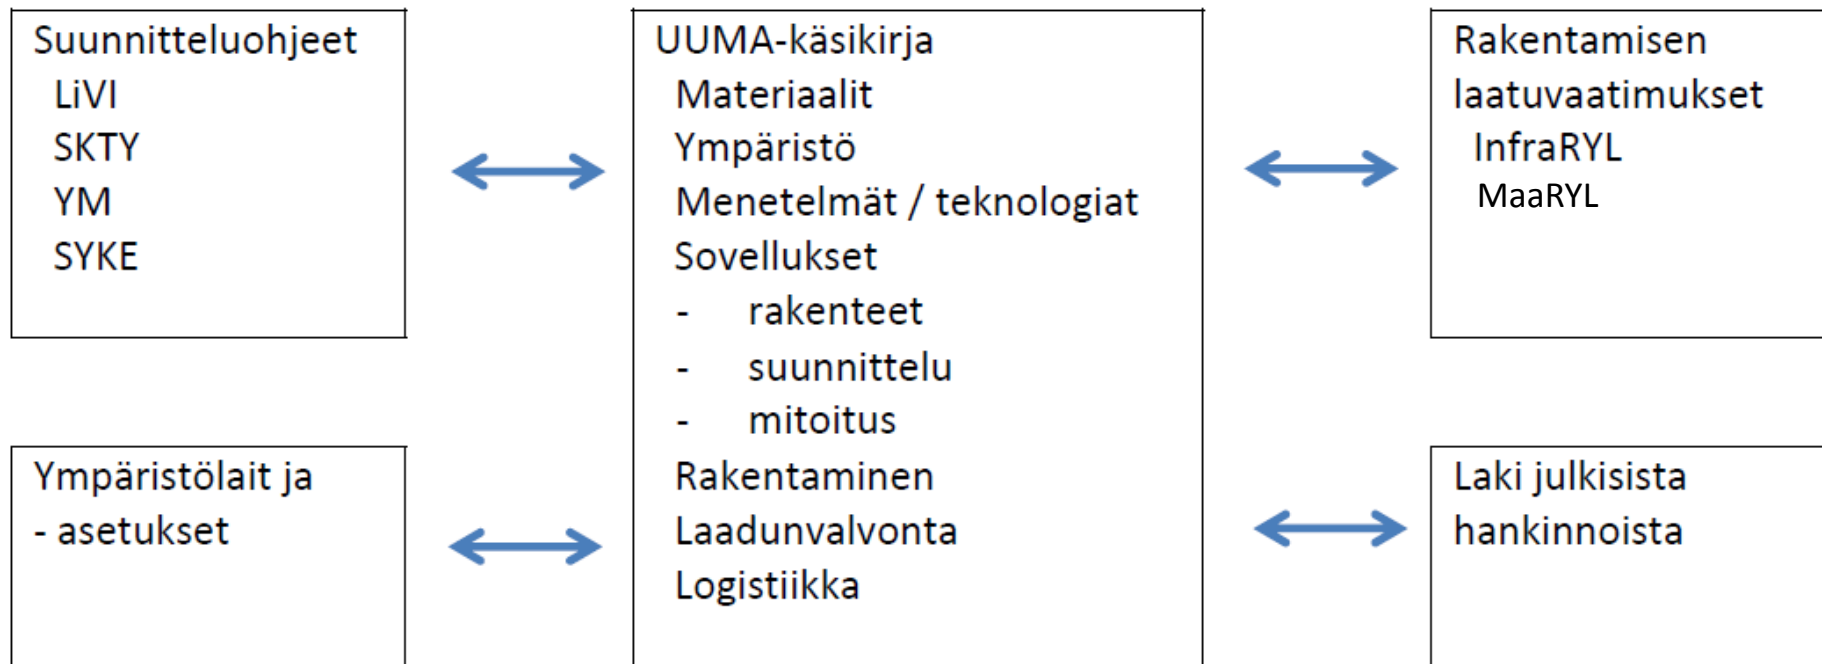 Suunnitteluohjeet
LiVI
SKTY
YM
SYKE
Ympäristölait ja
- asetukset
UUMA-käsikirja
Materiaalit
Ympäristö
Menetelmät / teknologiat
Sovellukset
- rakenteet
- suunnittelu
- mitoitus
Rakentaminen
Laadunvalvonta
Logistiikka
Rakentamisen
laatuvaatimukset
InfraRYL
MaaRYL
Laki julkisista
hankinnoista